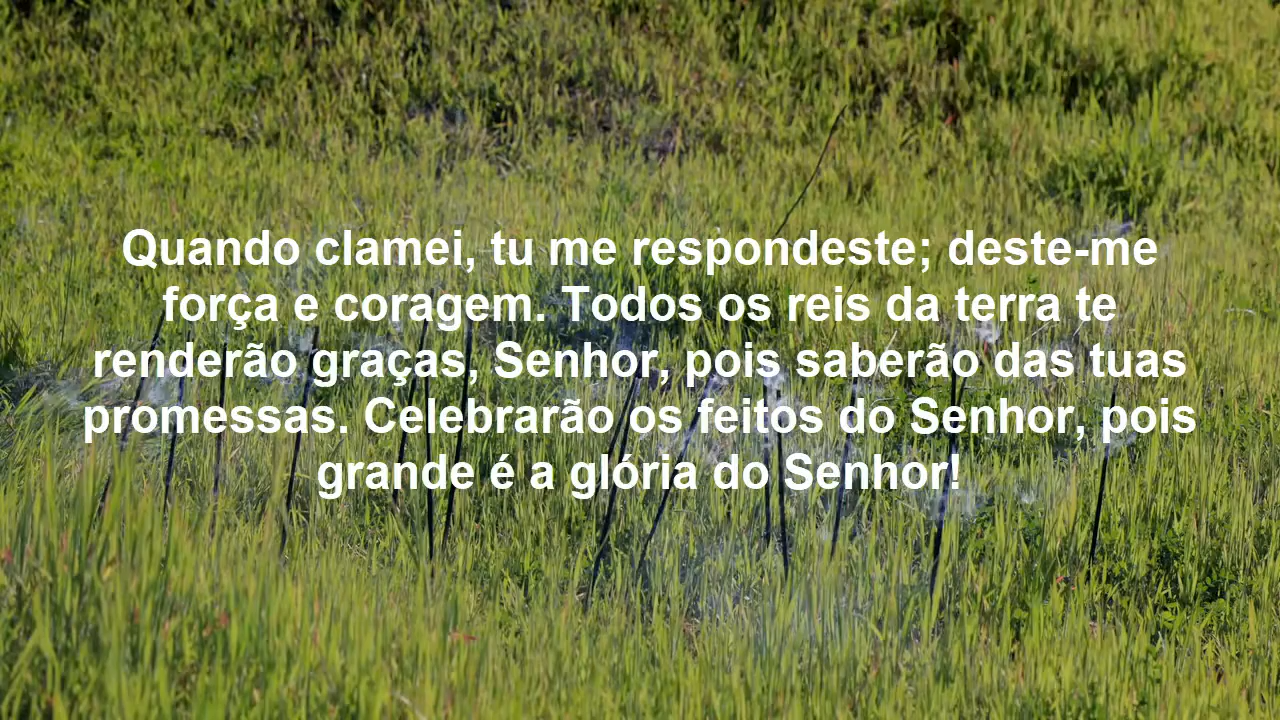 Quando clamei, tu me respondeste; deste-me
força e coragem. Todos os reis da terra te
renderão graças, Senhor, pois saberão das tuas
promessas. Celebrarão os feitos do Senhor, pois
grande é a glória do Senhor!